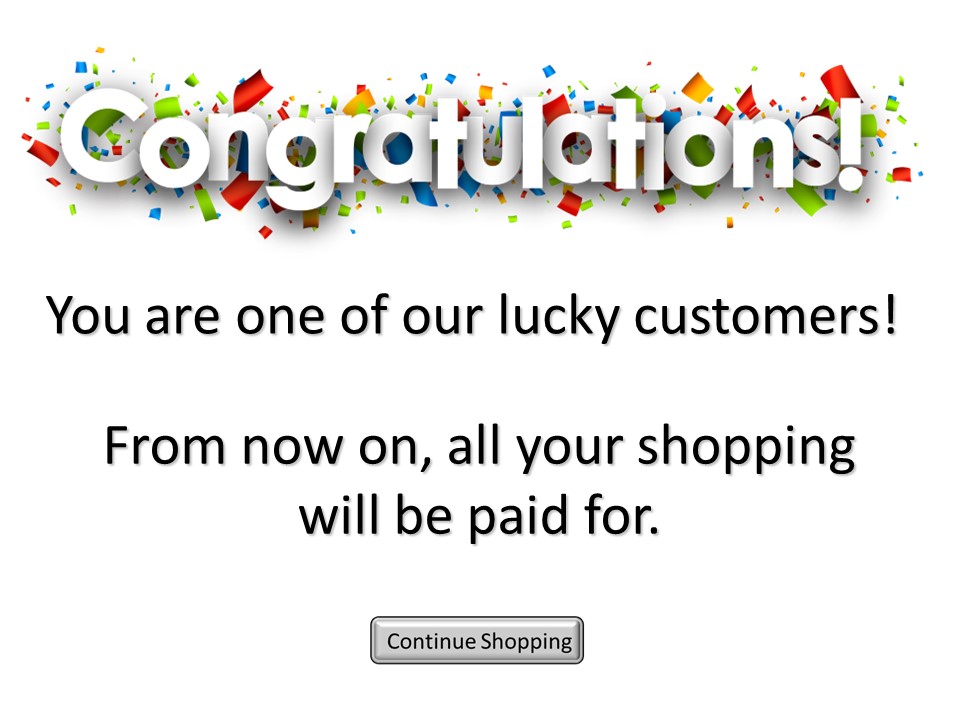 Congratulations!
You are one of our lucky customers!
From now on, all your shopping
will be paid for.
Continue Shopping